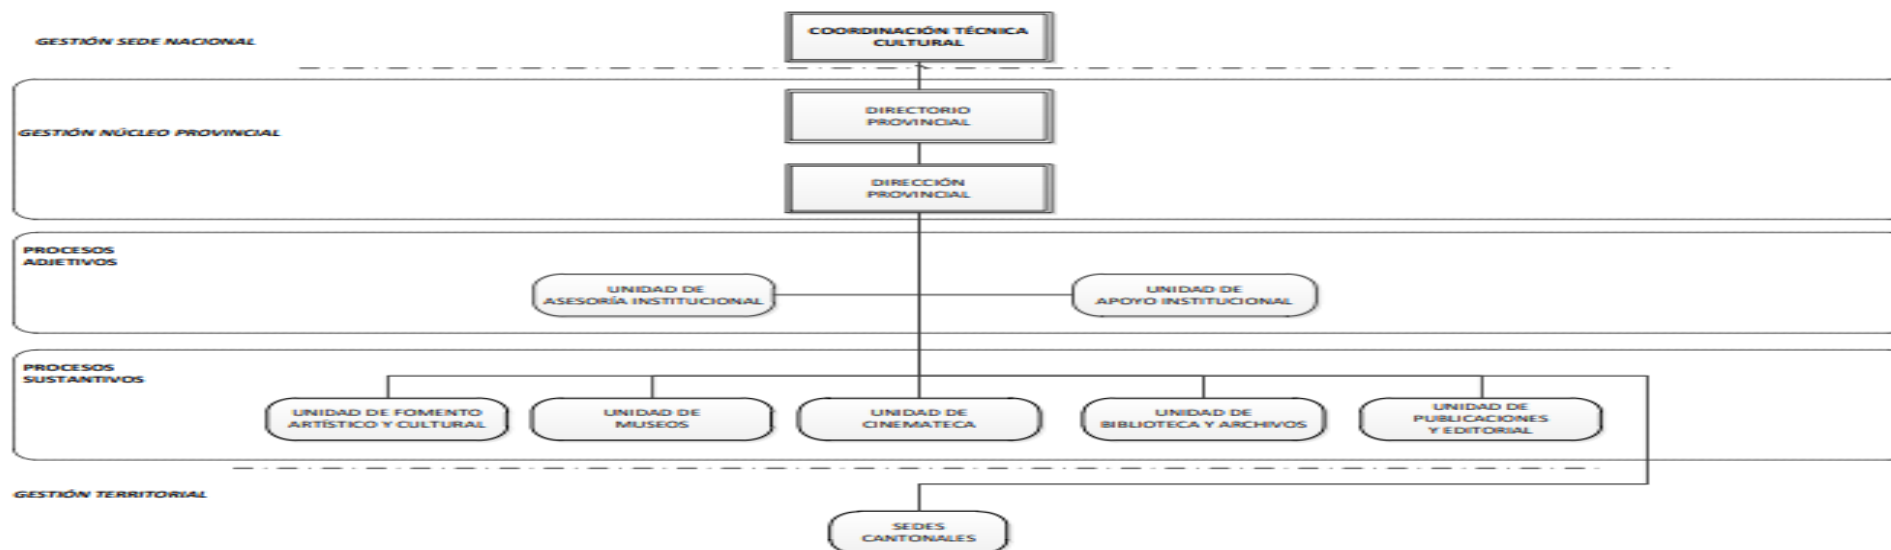 GESTIÓN SEDE NACIONAL
COORDINACIÓN TÉCNICA
CULTURAL
DIRECTORIO
PROVINCIAL
GESTIÓN NÚCLEO PROVINCIAL
DIRECCIÓN
PROVINCIAL
PROCESOS
ADJETIVOS
UNIDAD DE
ASESORÍA INSTITUCIONAL
UNIDAD DE
APOYO INSTITUCIONAL
PROCESOS
SUSTANTIVOS
UNIDAD DE FOMENTO
ARTÍSTICO Y CULTURAL
UNIDAD DE
MUSEOS
UNIDAD DE
CINEMATECA
UNIDAD DE
BIBLIOTECA Y ARCHIVOS
UNIDAD DE
PUBLICACIONES
Y EDITORIAL
GESTIÓN TERRITORIAL
SEDES
CANTONALES